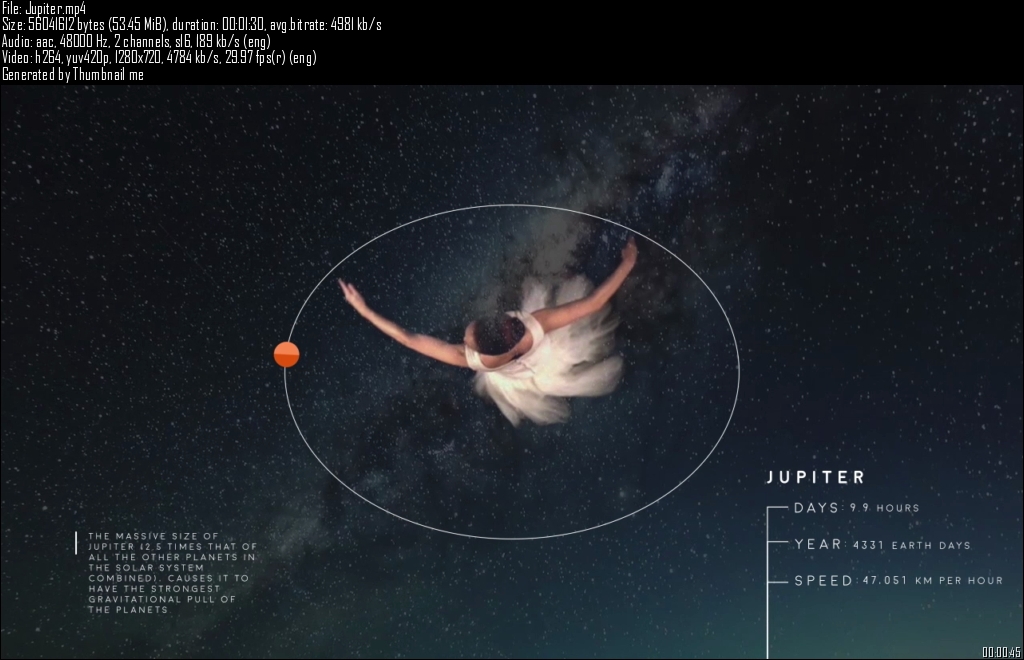 File: Jupiter.mp4
Size: 56041612 bytes (53.45 MiB), duration: 00:01:30, avg.bitrate: 4981 kb/s
Audio: aac, 48000 Hz, 2 channels, s16, 189 kb/s (eng)
Video: h264, yuv420p, 1280x720, 4784 kb/s, 29.97 fps(r) (eng)
Generated by Thumbnail me
JUPITER
DAYS: 9.9 HOURS
YEAR: 4331 EARTH DAYS
SPEED: 47.051 KM PER HOUR
THE MASSIVE SIZE OF
JUPITER (2.5 TIMES THAT OF
ALL THE OTHER PLANETS IN
THE SOLAR SYSTEM
COMBINED). CAUSES IT TO
HAVE THE STRONGEST
GRAVITATIONAL PULL OF
THE PLANETS
00:00:45